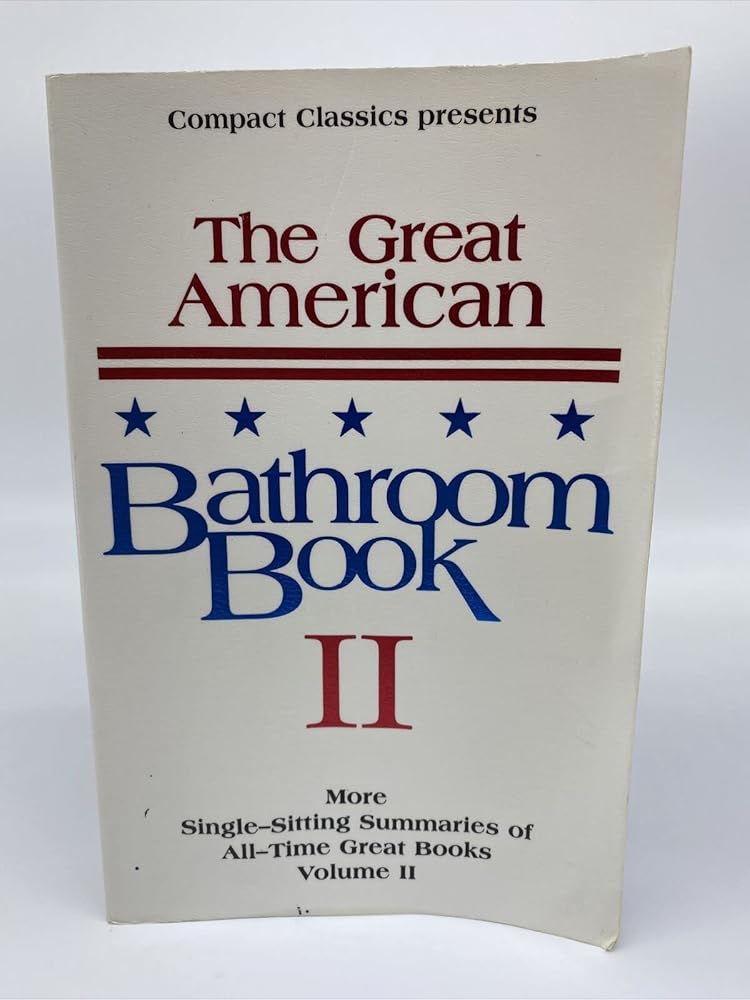 Compact Classics presents
The Great
American
Bathroom
Book
II
More
Single–Sitting Summaries of
All–Time Great Books
Volume II